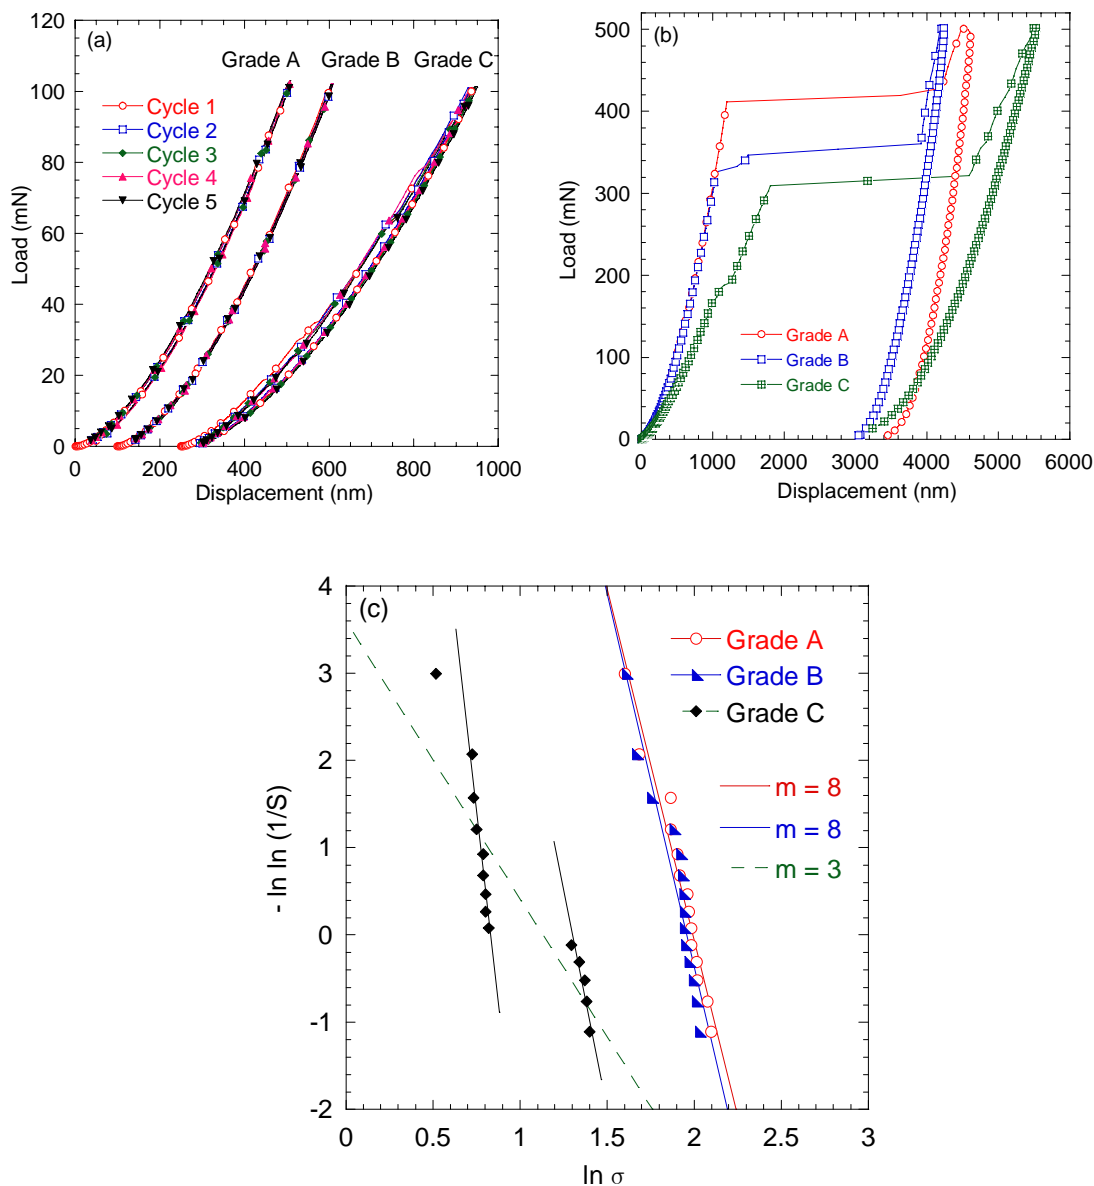 (a)
Grade A Grade B Grade C
Cycle 1
Cycle 2
Cycle 3
Cycle 4
Cycle 5
Load (mN)
120
100
80
60
40
20
0
0 200 400 600 800 1000
Displacement (nm)
(b)
Load (mN)
500
400
300
200
100
0
Grade A
Grade B
Grade C
0 1000 2000 3000 4000 5000 6000
Displacement (nm)
(c)
Grade A
Grade B
Grade C
m = 8
m = 8
m = 3
- ln ln (1/S)
4
3
2
1
0
-1
-2
0 0.5 1 1.5 2 2.5 3
ln σ